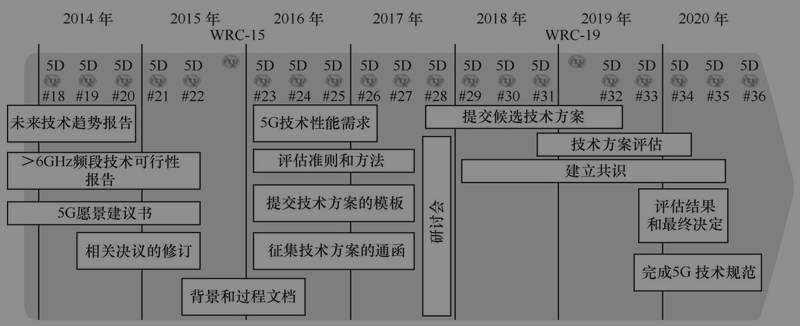 2014 年 2015 年 2016 年 2017 年 2018 年 2019 年 2020 年
WRC-15 WRC-19
5D 5D 5D 5D 5D 5D 5D 5D 5D 5D 5D 5D 5D 5D 5D 5D 5D 5D 5D
#18 #19 #20 #21 #22 #23 #24 #25 #26 #27 #28 #29 #30 #31 #32 #33 #34 #35 #36
未来技术趋势报告
5G技术性能需求
提交候选技术方案
技术方案评估
>6GHz频段技术可行性
报告
评估准则和方法
建立共识
5G愿景建议书
提交技术方案的模板
研讨会
评估结果
和最终决定
相关决议的修订
征集技术方案的通函
完成5G 技术规范
背景和过程文档